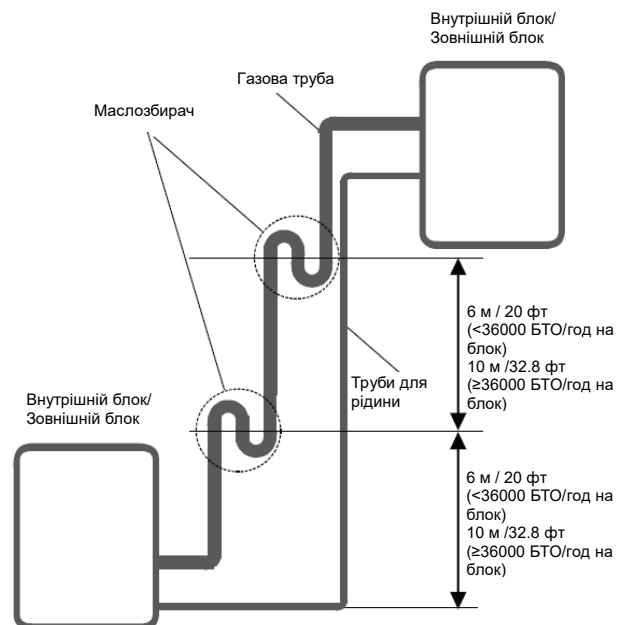 Внутрішній блок/
Зовнішній блок
Газова труба
Маслозбирач
6 м / 20 фт
(<36000 БТО/год на
блок)
10 м /32.8 фт
(≥36000 БТО/год на
блок)
Труби для
рідини
Внутрішній блок/
Зовнішній блок
6 м / 20 фт
(<36000 БТО/год на
блок)
10 м /32.8 фт
(≥36000 БТО/год на
блок)